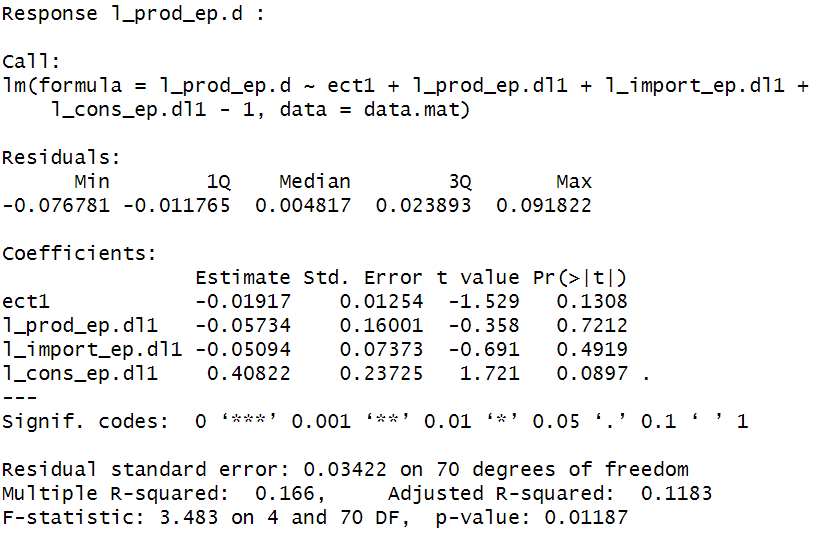 Response l_prod_ep.d :
Call:
lm(formula = l_prod_ep.d ~ ect1 + l_prod_ep.dl1 + l_import_ep.dl1 +
    l_cons_ep.dl1 - 1, data = data.mat)
Residuals:
      Min        1Q    Median        3Q       Max
-0.076781 -0.011765  0.004817  0.023893  0.091822
Coefficients:
                Estimate Std. Error t value Pr(>|t|)
ect1            -0.01917    0.01254  -1.529   0.1308
l_prod_ep.dl1   -0.05734    0.16001  -0.358   0.7212
l_import_ep.dl1 -0.05094    0.07373  -0.691   0.4919
l_cons_ep.dl1    0.40822    0.23725   1.721   0.0897 .
---
Signif. codes:  0 ‘***’ 0.001 ‘**’ 0.01 ‘*’ 0.05 ‘.’ 0.1 ‘ ’ 1
Residual standard error: 0.03422 on 70 degrees of freedom
Multiple R-squared:  0.166,     Adjusted R-squared:  0.1183
F-statistic: 3.483 on 4 and 70 DF,  p-value: 0.01187